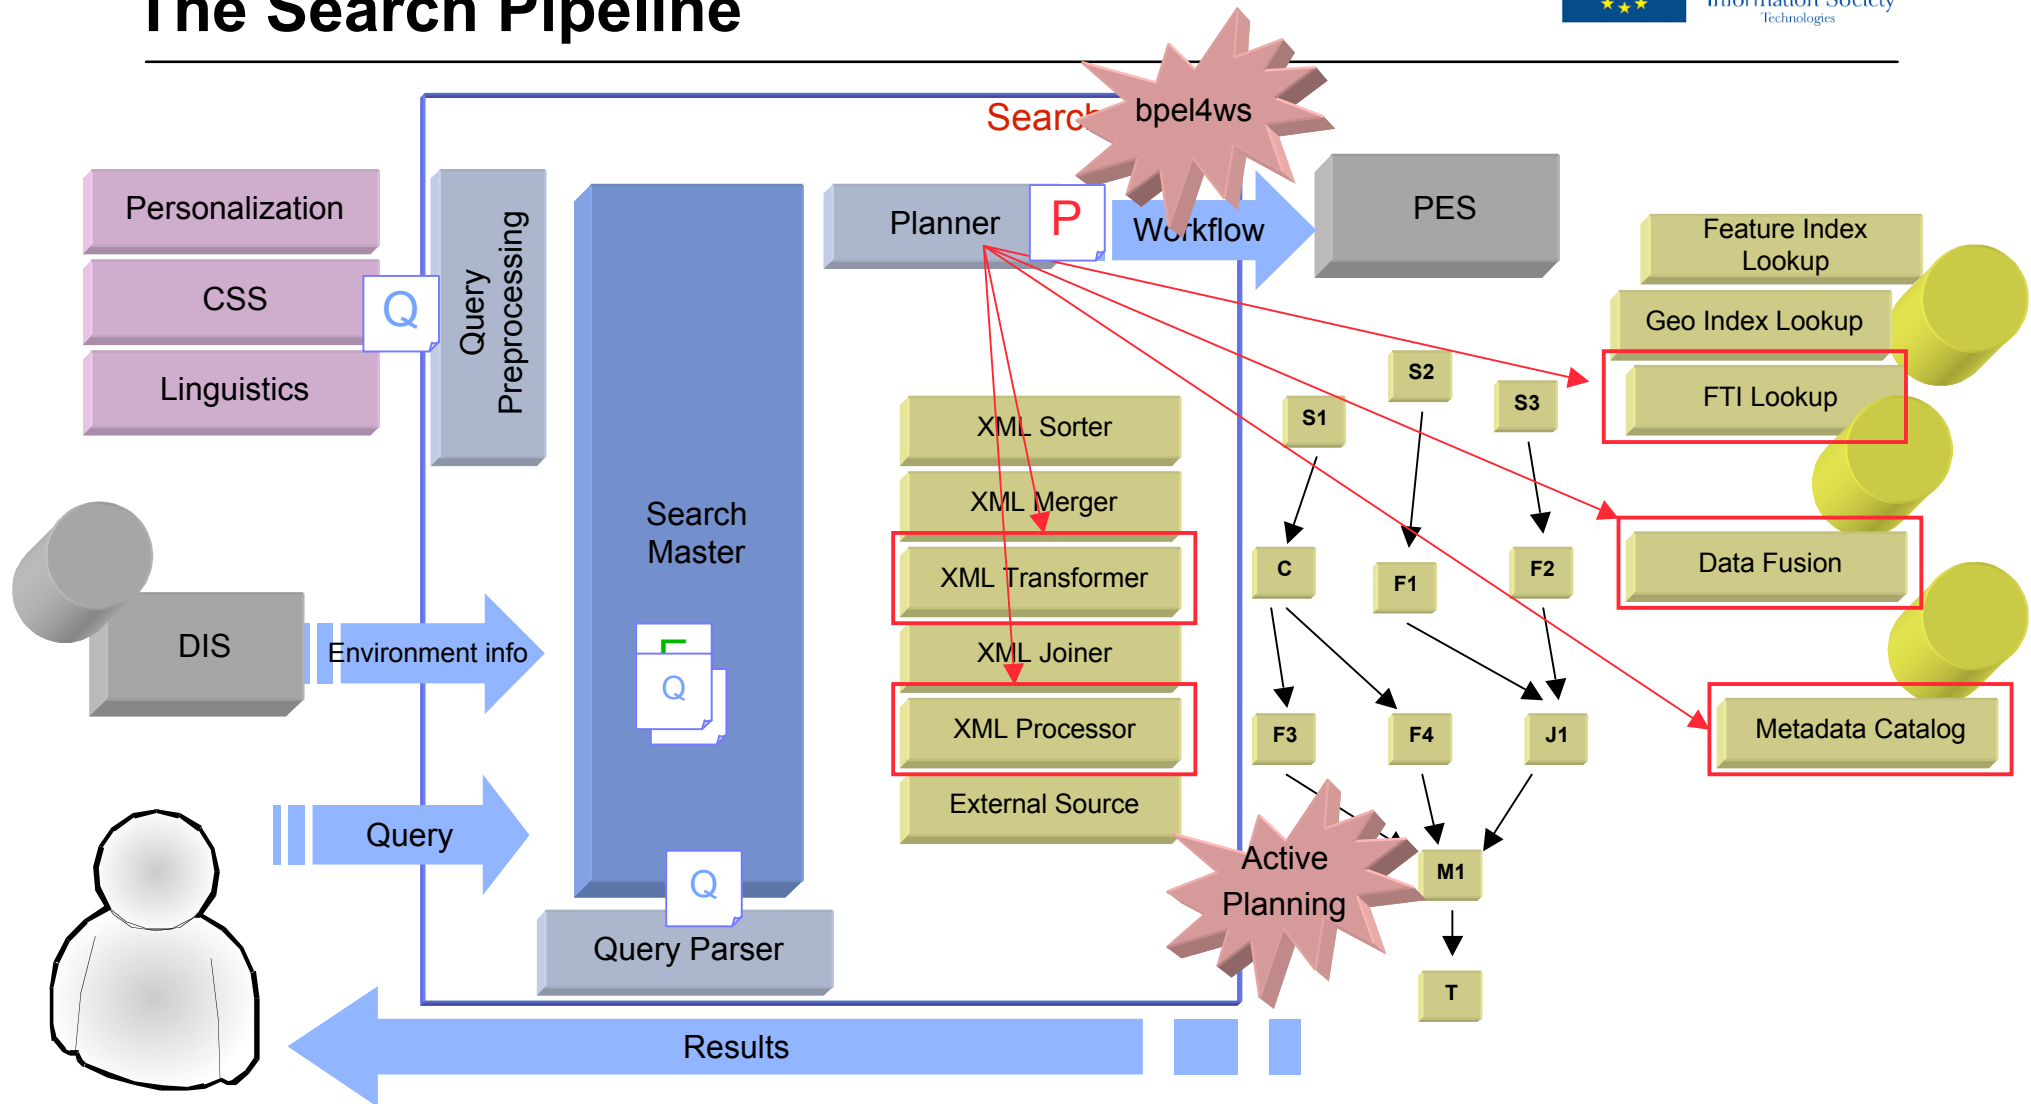 The Search Pipeline
Information Society
Technologies
Search
bpel4ws
Personalization
CSS
Linguistics
Q
Query
Preprocessing
Planner
P
Workflow
PES
Feature Index
Lookup
Geo Index Lookup
FTI Lookup
Data Fusion
Metadata Catalog
Search
Master
Q
XML Sorter
XML Merger
XML Transformer
XML Joiner
XML Processor
External Source
S1
S2
S3
C
F1
F2
F3
F4
J1
M1
T
Active
Planning
DIS
Environment info
Query
Q
Query Parser
Results